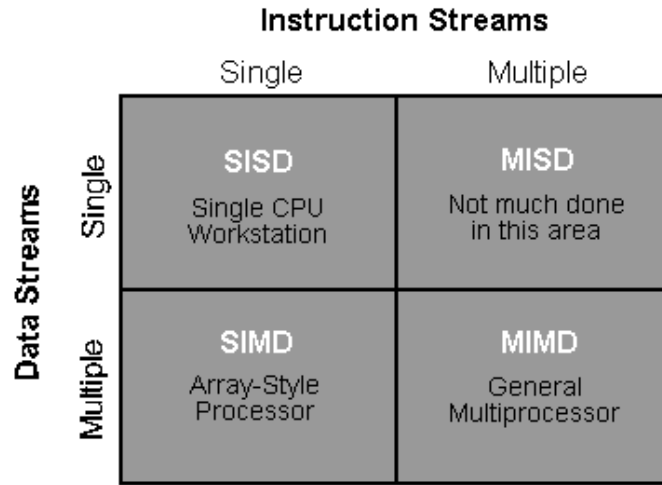 Instruction Streams
Single Multiple
Data Streams
Single
SISD
Single CPU
Workstation
MISD
Not much done
in this area
Multiple
SIMD
Array-Style
Processor
MIMD
General
Multiprocessor